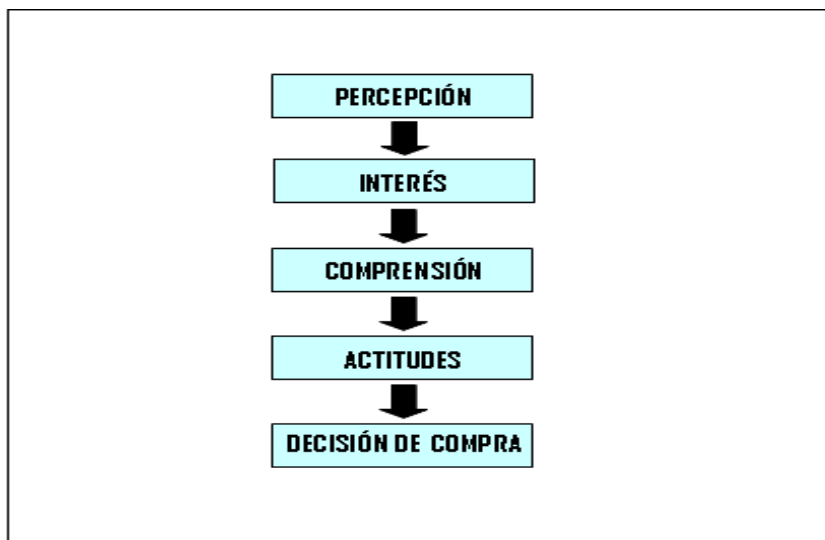 PERCEPCIÓN
INTERÉS
COMPRENSIÓN
ACTITUDES
DECISIÓN DE COMPRA